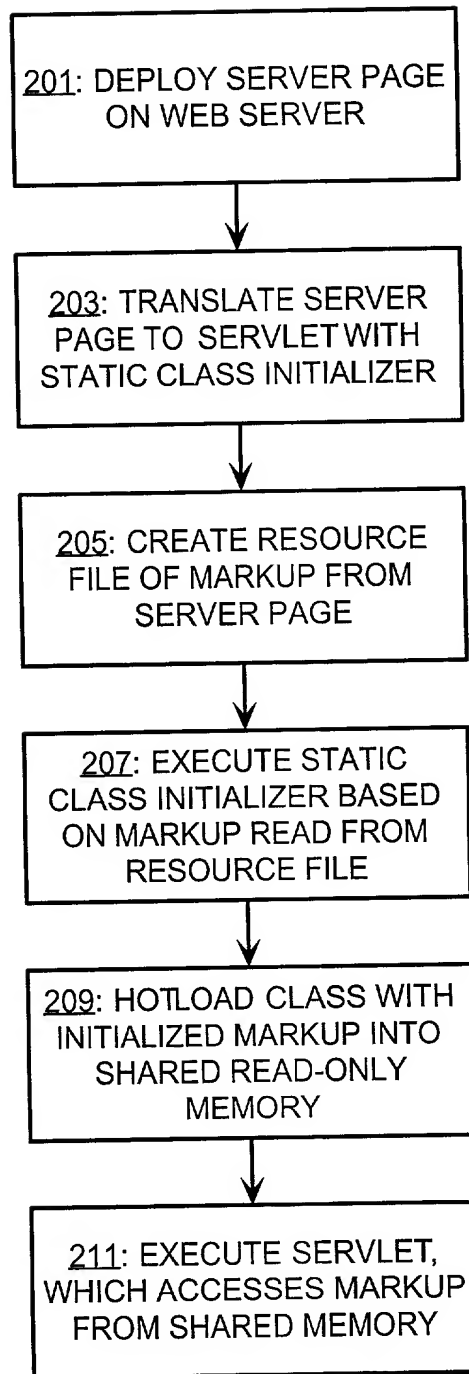 201: DEPLOY SERVER PAGE
ON WEB SERVER
203: TRANSLATE SERVER
PAGE TO SERVLET WITH
STATIC CLASS INITIALIZER
205: CREATE RESOURCE
FILE OF MARKUP FROM
SERVER PAGE
207: EXECUTE STATIC
CLASS INITIALIZER BASED
ON MARKUP READ FROM
RESOURCE FILE
209: HOTLOAD CLASS WITH
INITIALIZED MARKUP INTO
SHARED READ-ONLY
MEMORY
211: EXECUTE SERVLET,
WHICH ACCESSES MARKUP
FROM SHARED MEMORY